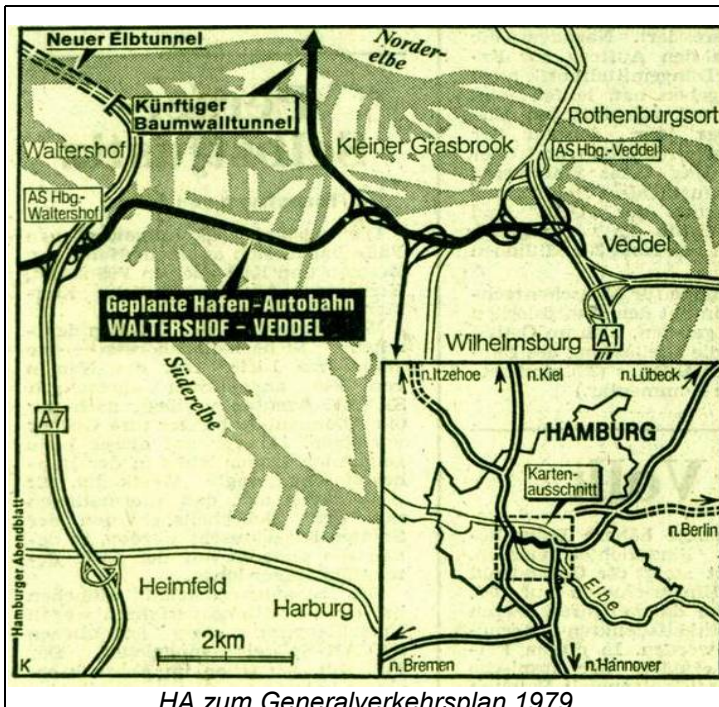 Neuer Elbtunnel
Norder-
elbe
Künftiger
Baumwalltunnel
Rothenburgsort
Waltershof
Kleiner Grasbrook
AS Hbg.-Veddel
AS Hbg.-
Waltershof
Veddel
Geplante Hafen-Autobahn
WALTERSHOF - VEDDEL
A1
Wilhelmsburg
Süderelbe
A7
n.Itzehoe
n.Kiel
n.Lübeck
HAMBURG
Karten-
ausschnitt
n.Berlin
Elbe
n.Bremen
n.Hannover
Heimfeld
Harburg
2km
K
Hamburger Abendblatt
HA zum Generalverkehrsplan 1979